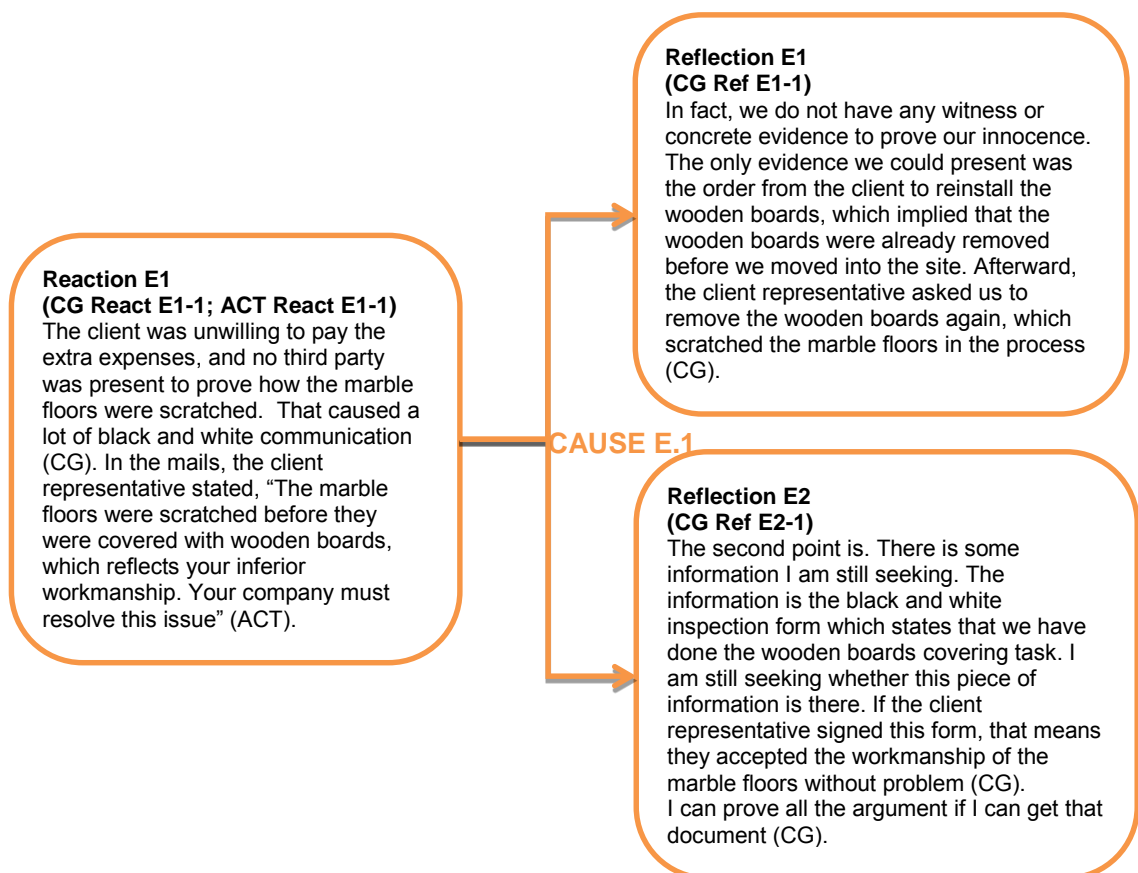 Reaction E1
(CG React E1-1; ACT React E1-1)
The client was unwilling to pay the
extra expenses, and no third party
was present to prove how the marble
floors were scratched.  That caused a
lot of black and white communication
(CG). In the mails, the client
representative stated, “The marble
floors were scratched before they
were covered with wooden boards,
which reflects your inferior
workmanship. Your company must
resolve this issue” (ACT).
CAUSE E.1
Reflection E1
(CG Ref E1-1)
In fact, we do not have any witness or
concrete evidence to prove our innocence.
The only evidence we could present was
the order from the client to reinstall the
wooden boards, which implied that the
wooden boards were already removed
before we moved into the site. Afterward,
the client representative asked us to
remove the wooden boards again, which
scratched the marble floors in the process
(CG).
Reflection E2
(CG Ref E2-1)
The second point is. There is some
information I am still seeking. The
information is the black and white
inspection form which states that we have
done the wooden boards covering task. I
am still seeking whether this piece of
information is there. If the client
representative signed this form, that means
they accepted the workmanship of the
marble floors without problem (CG).
I can prove all the argument if I can get that
document (CG).